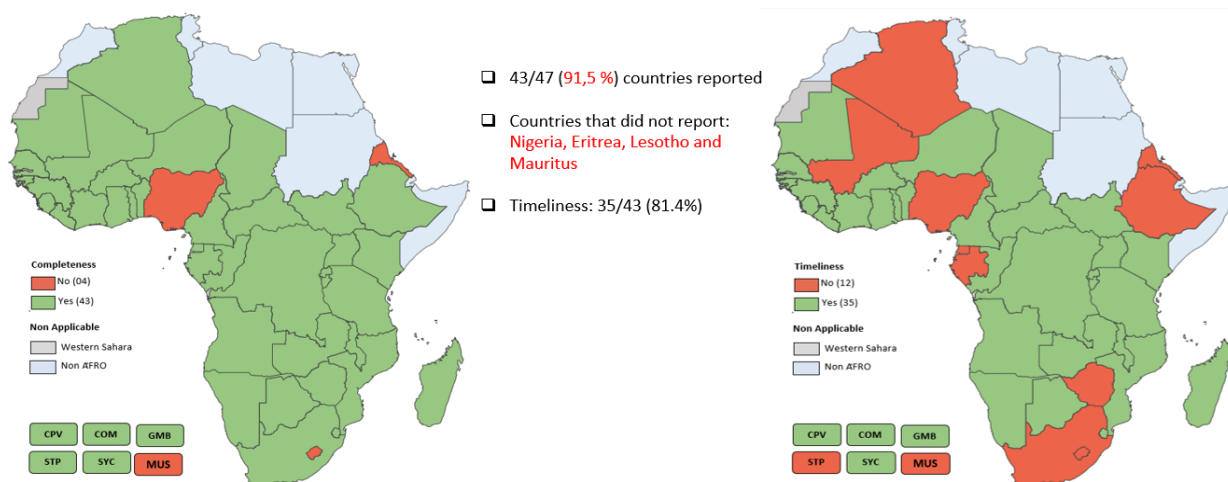 43/47 (91,5 %) countries reported
Countries that did not report:
Nigeria, Eritrea, Lesotho and
Mauritus
Timeliness: 35/43 (81.4%)
Completeness
No (04)
Yes (43)
Non Applicable
Western Sahara
Non AFRO
CPV COM GMB
STP SYC MUS
Timeliness
No (12)
Yes (35)
Non Applicable
Western Sahara
Non AFRO
CPV COM GMB
STP SYC MUS